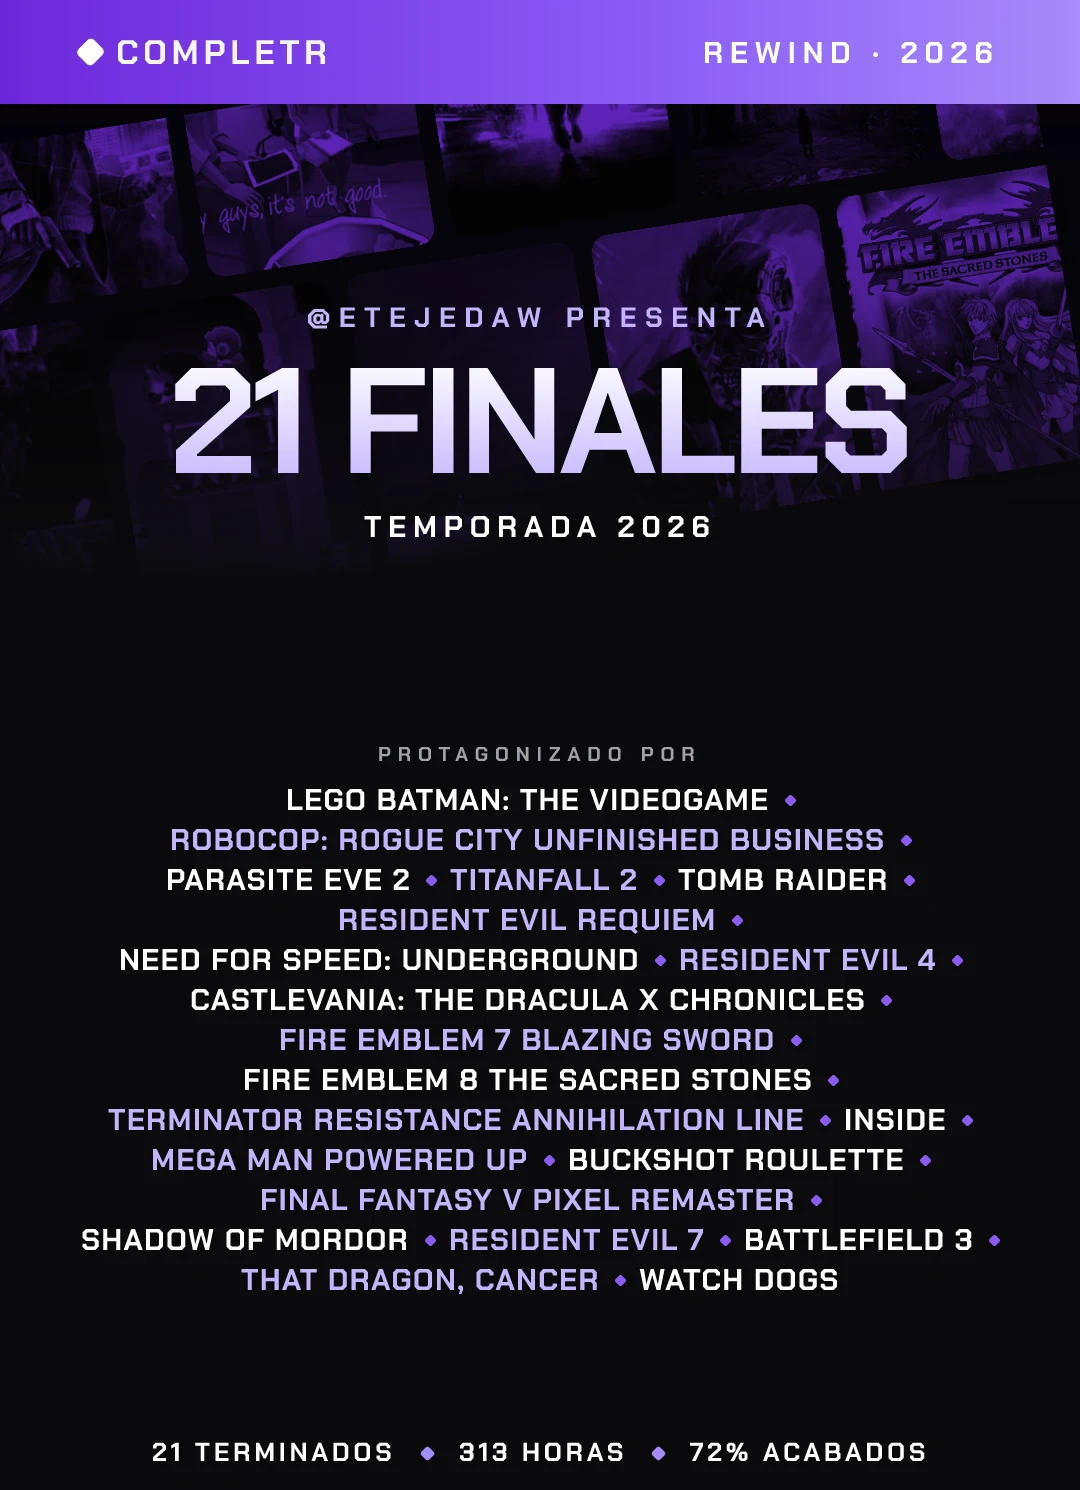 COMPLETR
REWIND · 2026
guys, it's not good.
FIRE EMBLE
THE SACRED STONES
@ETEJEDAW PRESENTA
21 FINALES
TEMPORADA 2026
PROTAGONIZADO POR
LEGO BATMAN: THE VIDEOGAME ◆
ROBOCOP: ROGUE CITY UNFINISHED BUSINESS ◆
PARASITE EVE 2 ◆ TITANFALL 2 ◆ TOMB RAIDER ◆
RESIDENT EVIL REQUIEM ◆
NEED FOR SPEED: UNDERGROUND ◆ RESIDENT EVIL 4 ◆
CASTLEVANIA: THE DRACULA X CHRONICLES ◆
FIRE EMBLEM 7 BLAZING SWORD ◆
FIRE EMBLEM 8 THE SACRED STONES ◆
TERMINATOR RESISTANCE ANNIHILATION LINE ◆ INSIDE ◆
MEGA MAN POWERED UP ◆ BUCKSHOT ROULETTE ◆
FINAL FANTASY V PIXEL REMASTER ◆
SHADOW OF MORDOR ◆ RESIDENT EVIL 7 ◆ BATTLEFIELD 3 ◆
THAT DRAGON, CANCER ◆ WATCH DOGS
21 TERMINADOS ◆ 313 HORAS ◆ 72% ACABADOS